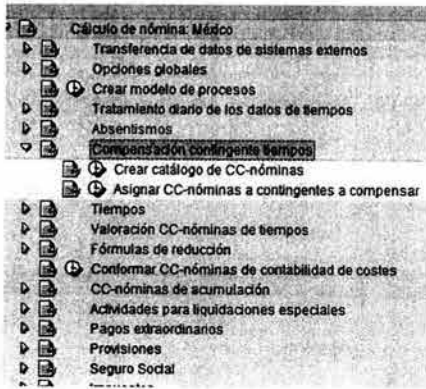 Cálculo de nómina: México
Transferencia de datos de sistemas externos
Opciones globales
Crear modelo de procesos
Tratamiento diario de los datos de tiempos
Absentismos
Compensación contingente tiempos
Crear catálogo de CC-nóminas
Asignar CC-nóminas a contingentes a compensar
Tiempos
Valoración CC-nóminas de tiempos
Fórmulas de reducción
Conformar CC-nóminas de contabilidad de costes
CC-nóminas de acumulación
Actividades para liquidaciones especiales
Pagos extraordinarios
Provisiones
Seguro Social